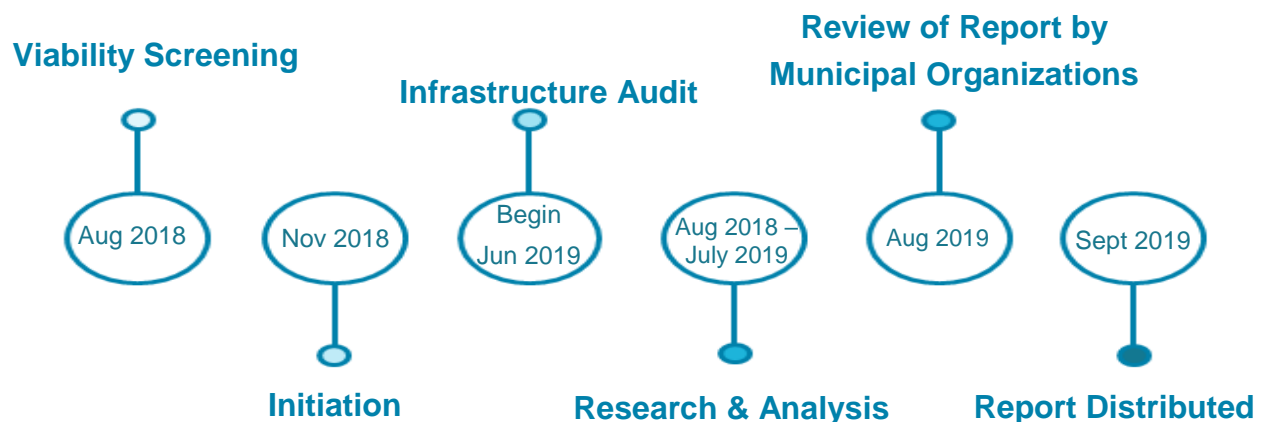 Viability Screening
Aug 2018
Nov 2018
Initiation
Infrastructure Audit
Begin
Jun 2019
Aug 2018 –
July 2019
Research & Analysis
Review of Report by
Municipal Organizations
Aug 2019
Sept 2019
Report Distributed